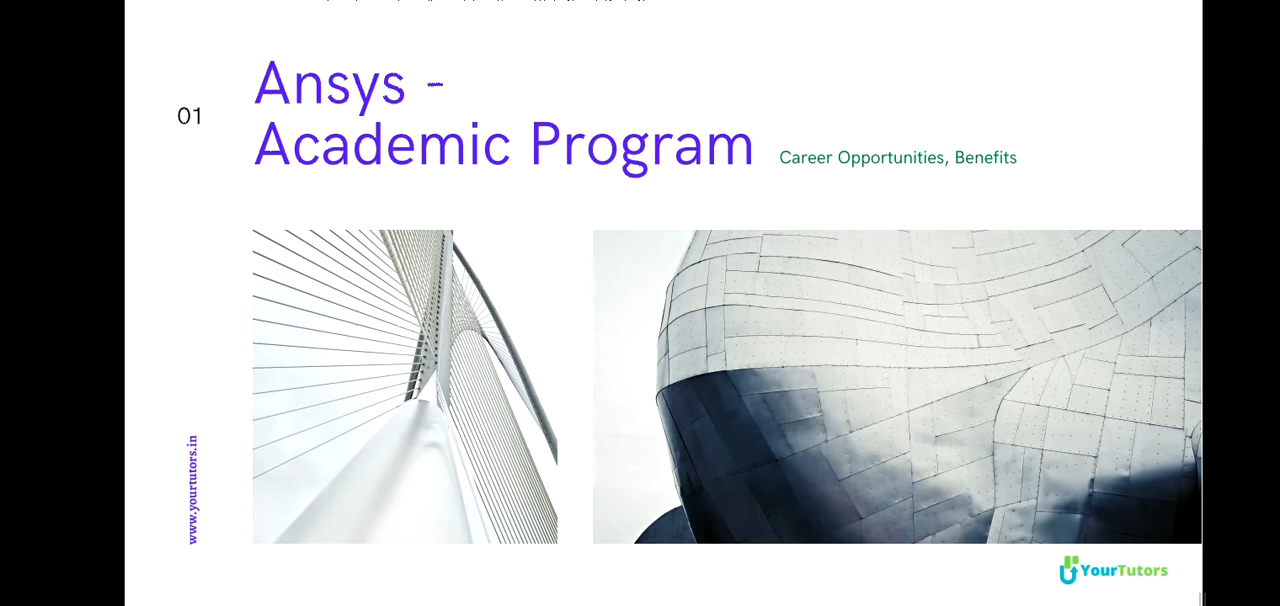 01
Ansys -
Academic Program
Career Opportunities, Benefits
www.yourtutors.in
YourTutors